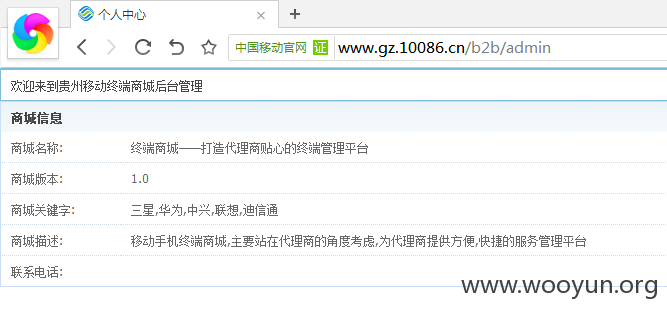 个人中心
中国移动官网 证 www.gz.10086.cn/b2b/admin
欢迎来到贵州移动终端商城后台管理
商城信息
商城名称: 终端商城——打造代理商贴心的终端管理平台
商城版本: 1.0
商城关键字: 三星,华为,中兴,联想,迪信通
商城描述: 移动手机终端商城,主要站在代理商的角度考虑,为代理商提供方便,快捷的服务管理平台
联系电话:
www.wooyun.org